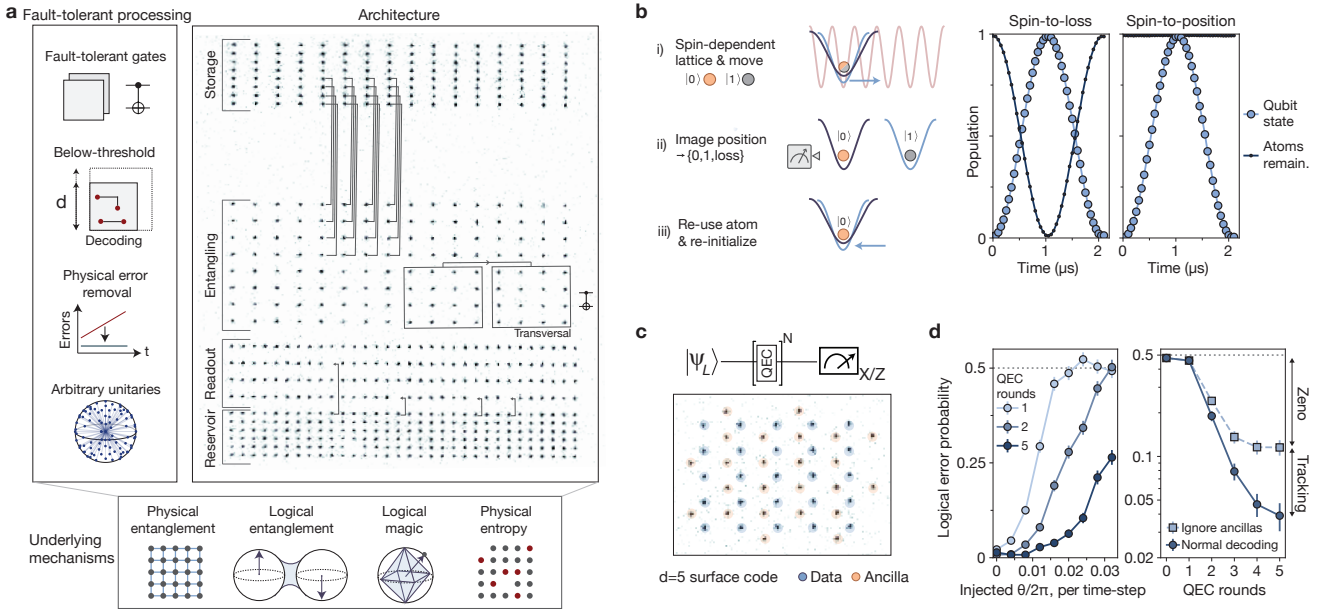 a
Fault-tolerant processing
Architecture
Fault-tolerant gates
Below-threshold
d
Decoding
Physical error
removal
Errors
t
Arbitrary unitaries
Storage
Entangling
Transversal
Readout
Reservoir
Underlying
mechanisms
Physical
entanglement
Logical
entanglement
Logical
magic
Physical
entropy
b
i) Spin-dependent
lattice & move
|0⟩ |1⟩
ii) Image position
→{0,1,loss}
|0⟩ |1⟩
iii) Re-use atom
& re-initialize
|0⟩
Spin-to-loss
Spin-to-position
Population
1
0
0 1 2
Time (μs)
0 1 2
Time (μs)
Qubit
state
Atoms
remain.
c
|ψL⟩
QEC
N
X/Z
d=5 surface code
Data
Ancilla
d
Logical error probability
0.5
0.25
0
QEC
rounds
1
2
5
0 0.01 0.02 0.03
Injected θ/2π, per time-step
0.5
0.1
0.05
0.02
Ignore ancillas
Normal decoding
0 1 2 3 4 5
QEC rounds
Zeno
Tracking